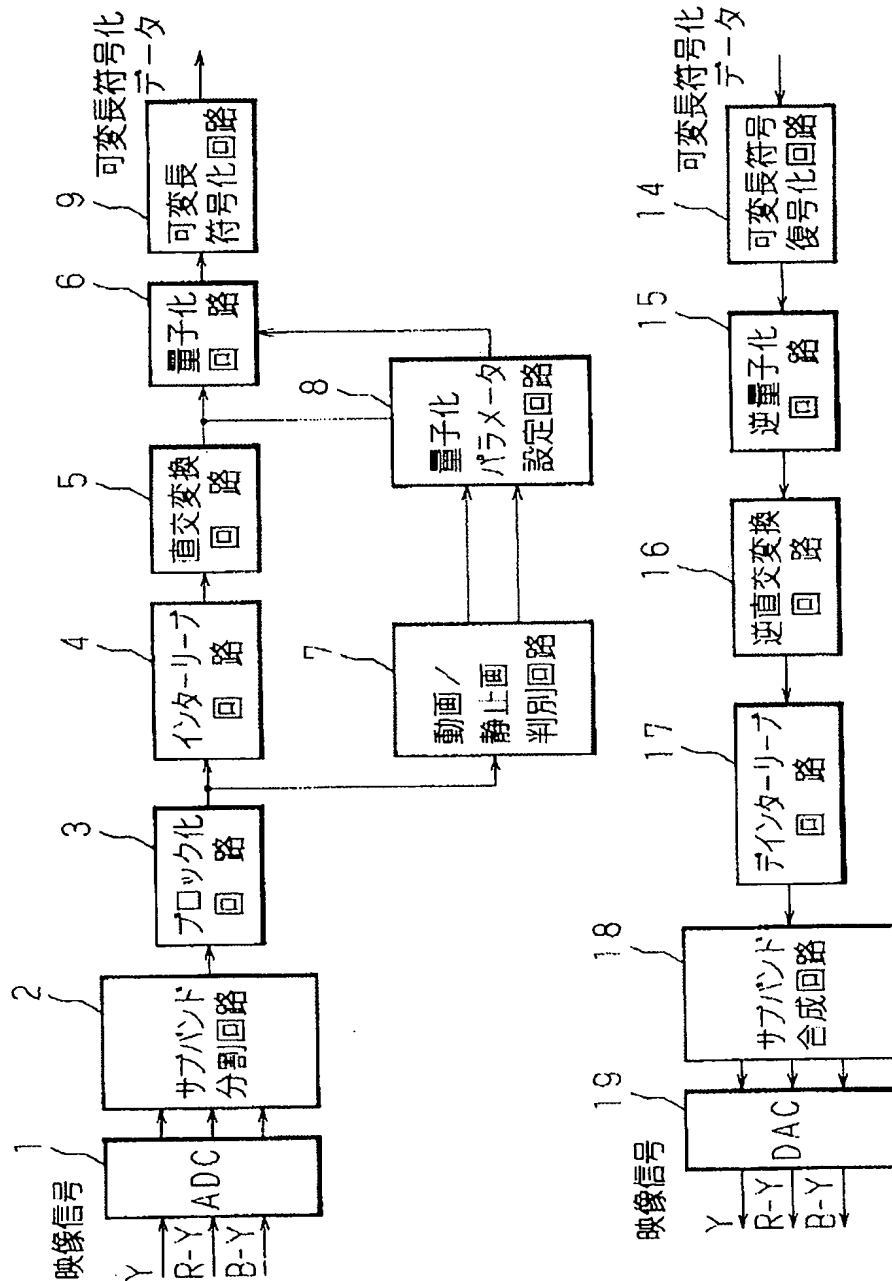 映像信号
Y
R-Y
B-Y
1
ADC
2
サブバンド
分割回路
3
ブロック化
回路
4
インターリーブ
回路
5
直交変換
回路
6
量子化
回路
9
可変長
符号化回路
可変長符号化
データ
7
動画/
静止画
判別回路
8
量子化
パラメータ
設定回路
映像信号
Y
R-Y
B-Y
19
DAC
18
サブバンド
合成回路
17
デインターリーブ
回路
16
逆直交変換
回路
15
逆量子化
回路
14
可変長符号
復号化回路
可変長符号化
データ